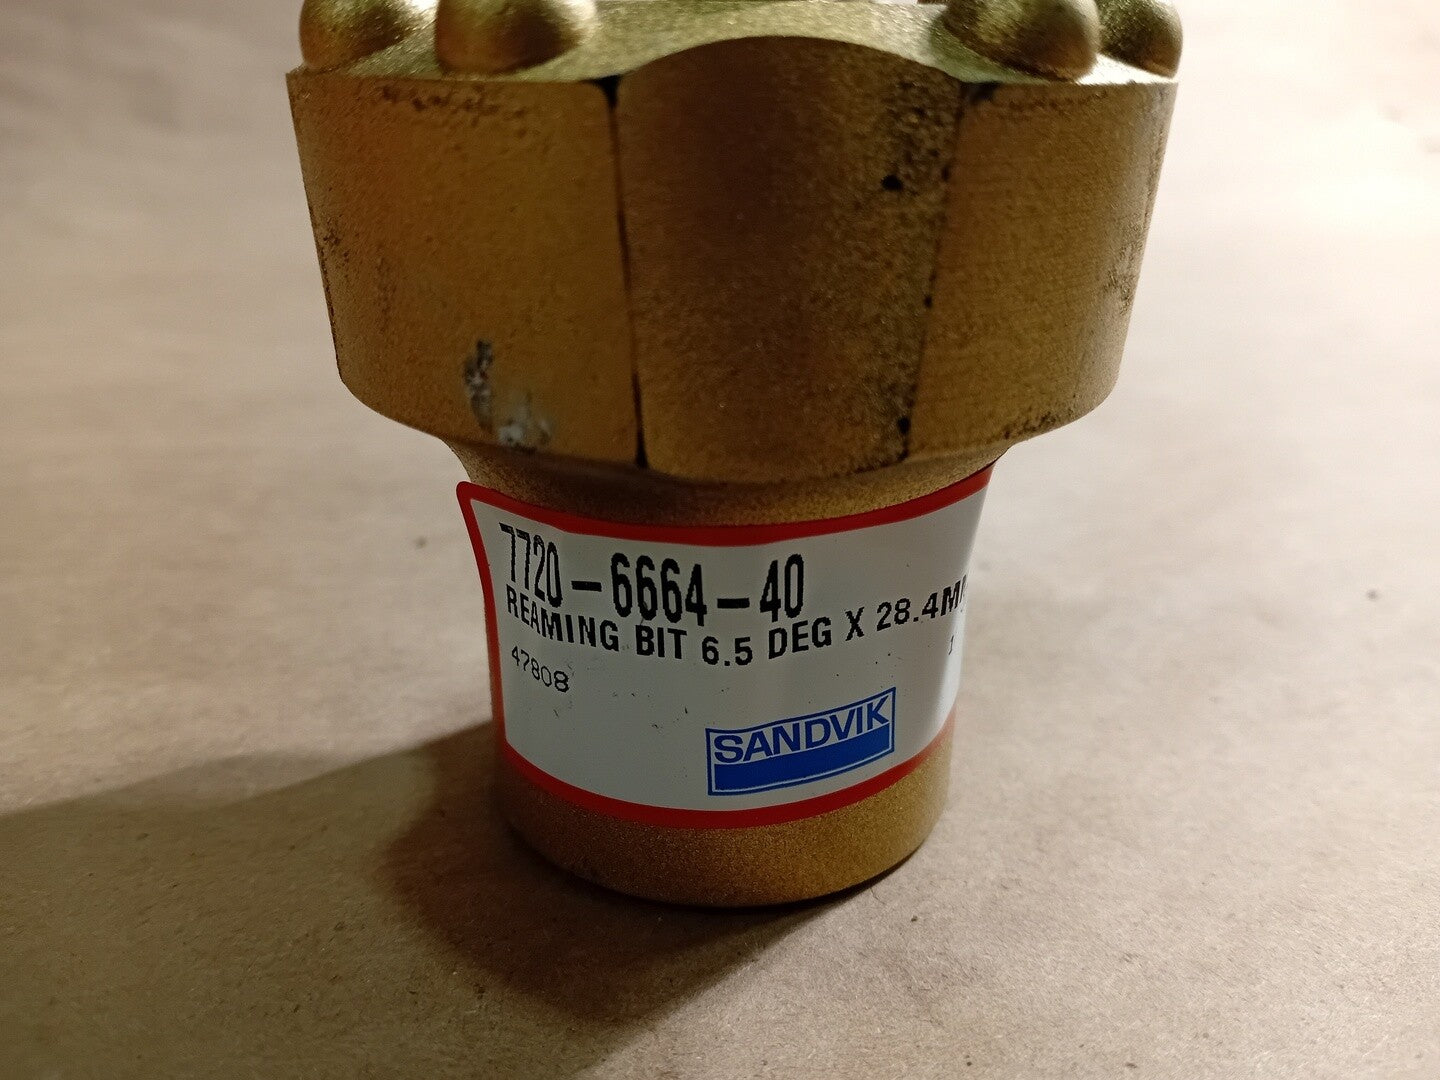 7720-6664-40
REAMING BIT 6.5 DEG X 28.4M
47808
SANDVIK